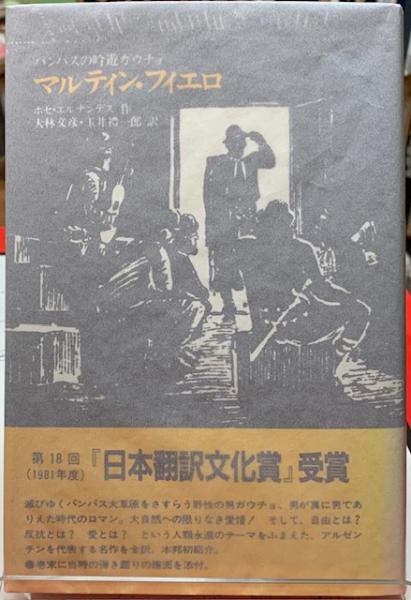 パンパスの吟遊ガウチョ
マルティン・フィエロ
ホセ・エルナンデス 作
大林文彦・玉井禮一郎 訳
第18回
(1981年度)
『日本翻訳文化賞』受賞
滅びゆくパンパス大草原をさすらう野性の男ガウチョ、男が真に男であ
りえた時代のロマン。大自然への限りなき愛情! そして、自由とは?
反抗とは? 愛とは? という人類永遠のテーマをふまえた、アルゼン
チンを代表する名作を全訳、本邦初紹介。
●巻末に当時の弾き語りの譜面を添付。